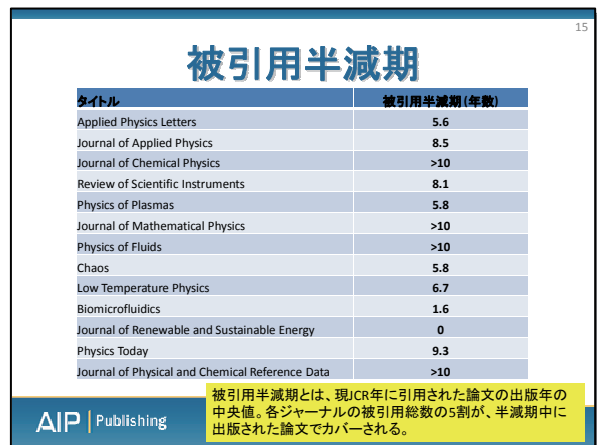 15
被引用半減期
タイトル 被引用半減期(年数)
Applied Physics Letters 5.6
Journal of Applied Physics 8.5
Journal of Chemical Physics >10
Review of Scientific Instruments 8.1
Physics of Plasmas 5.8
Journal of Mathematical Physics >10
Physics of Fluids >10
Chaos 5.8
Low Temperature Physics 6.7
Biomicrofluidics 1.6
Journal of Renewable and Sustainable Energy 0
Physics Today 9.3
Journal of Physical and Chemical Reference Data >10
被引用半減期とは、現JCR年に引用された論文の出版年の
中央値。各ジャーナルの被引用総数の5割が、半減期中に
出版された論文でカバーされる。
AIP | Publishing